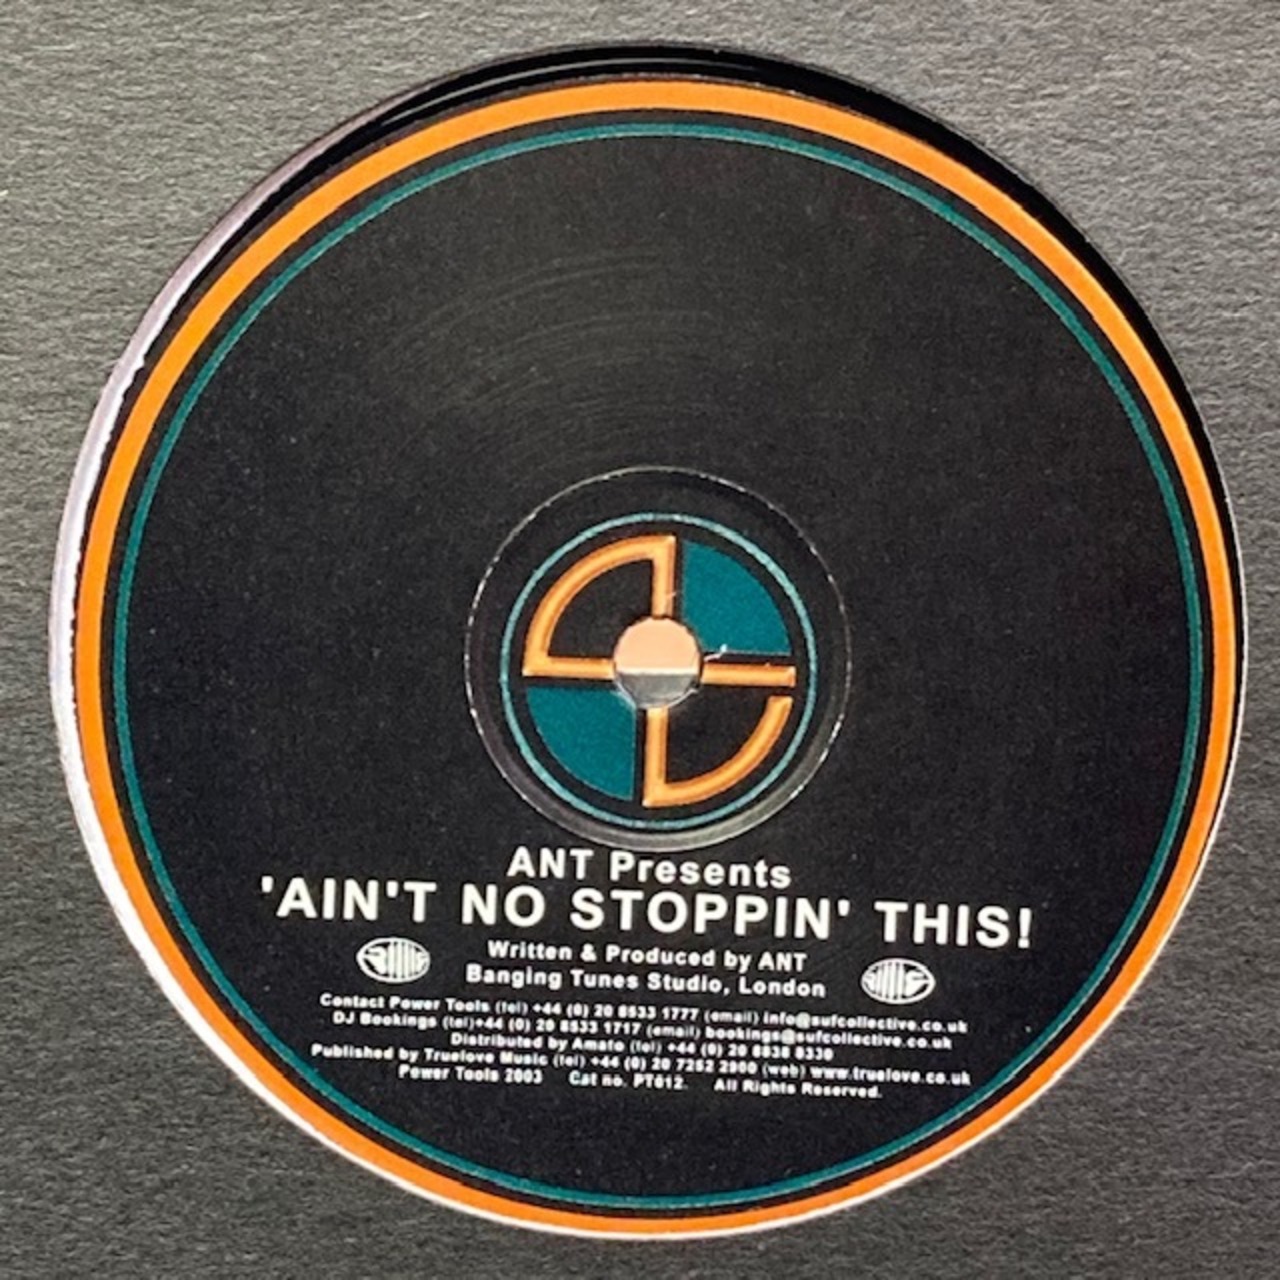 ANT Presents
'AIN'T NO STOPPIN' THIS!
Written & Produced by ANT
Banging Tunes Studio, London
Contact Power Tools (tel) +44 (0) 20 8533 1777 (email) info@sufcollective.co.uk
DJ Bookings (tel)+44 (0) 20 8533 1717 (email) bookings@sufcollective.co.uk
Distributed by Amato (tel) +44 (0) 20 8838 8330
Published by Truelove Music (tel) +44 (0) 20 7252 2900 (web) www.truelove.co.uk
Power Tools 2003 Cat no. PT012. All Rights Reserved.